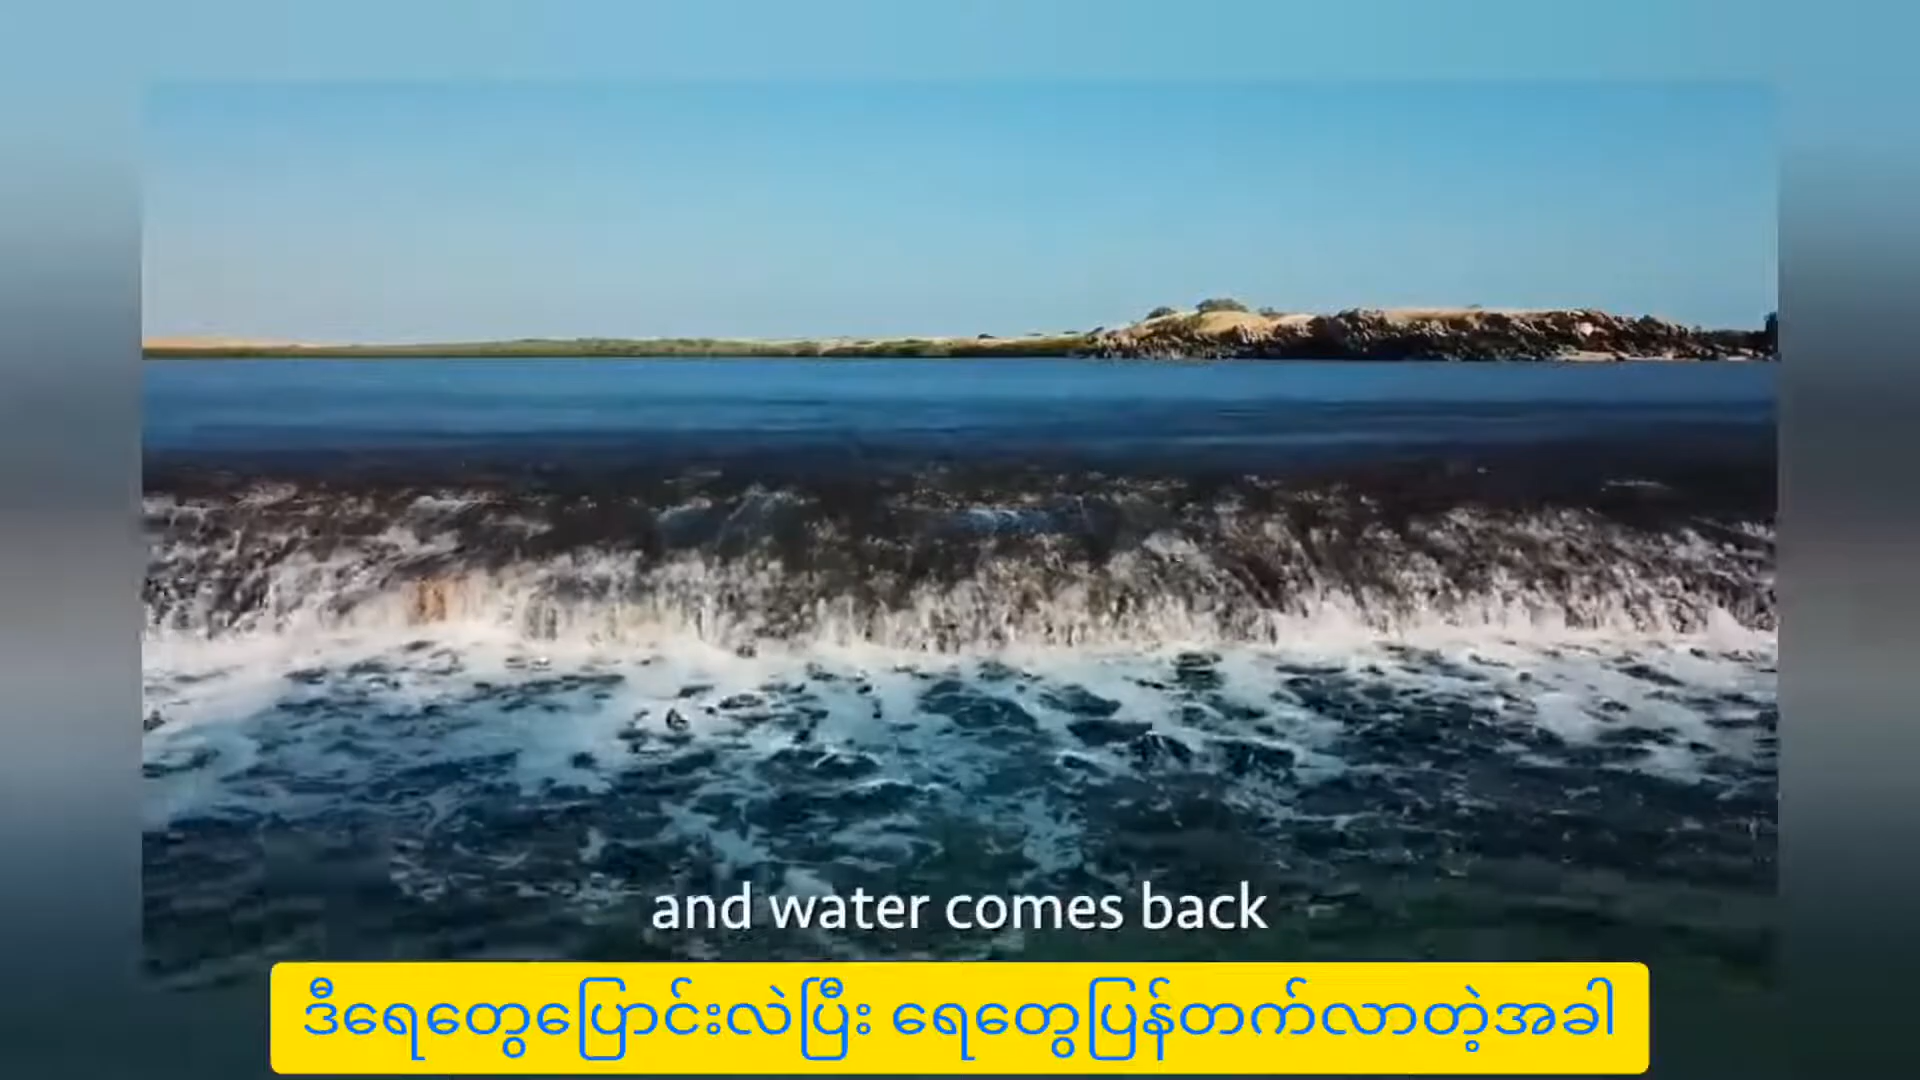 and water comes back
ဒီရေတွေပြောင်းလဲပြီး ရေတွေပြန်တက်လာတဲ့အခါ